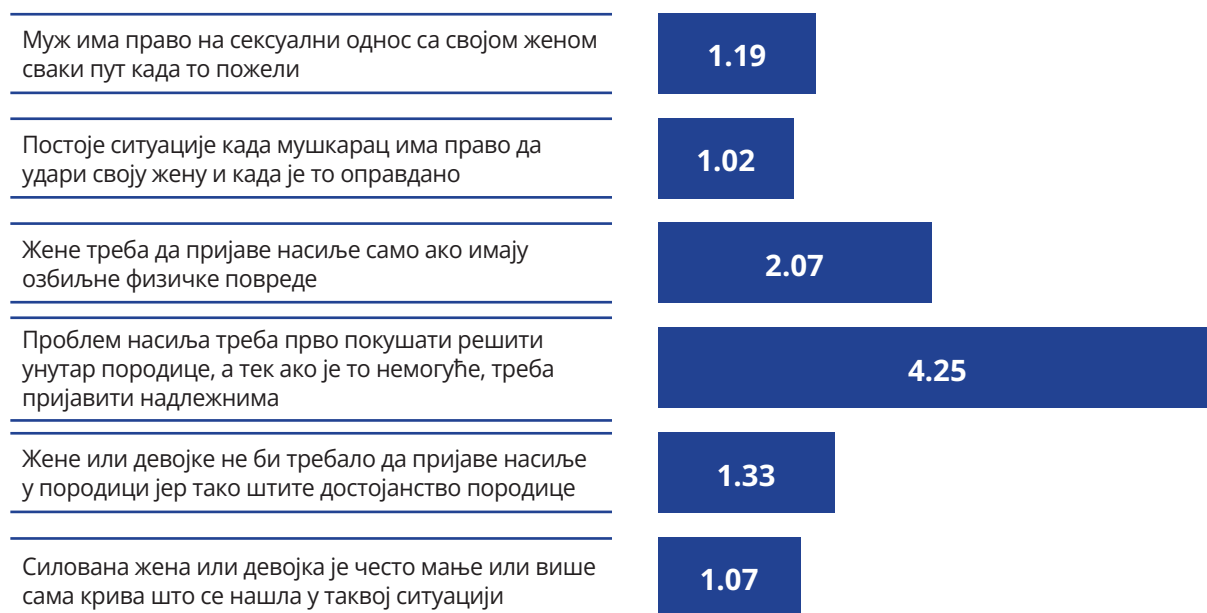 Муж има право на сексуални однос са својом женом
сваки пут када то пожели
1.19
Постоје ситуације када мушкарац има право да
удари своју жену и када је то оправдано
1.02
Жене треба да пријаве насиље само ако имају
озбиљне физичке повреде
2.07
Проблем насиља треба прво покушати решити
унутар породице, а тек ако је то немогуће, треба
пријавити надлежнима
4.25
Жене или девојке не би требало да пријаве насиље
у породици јер тако штите достојанство породице
1.33
Силована жена или девојка је често мање или више
сама крива што се нашла у таквој ситуацији
1.07